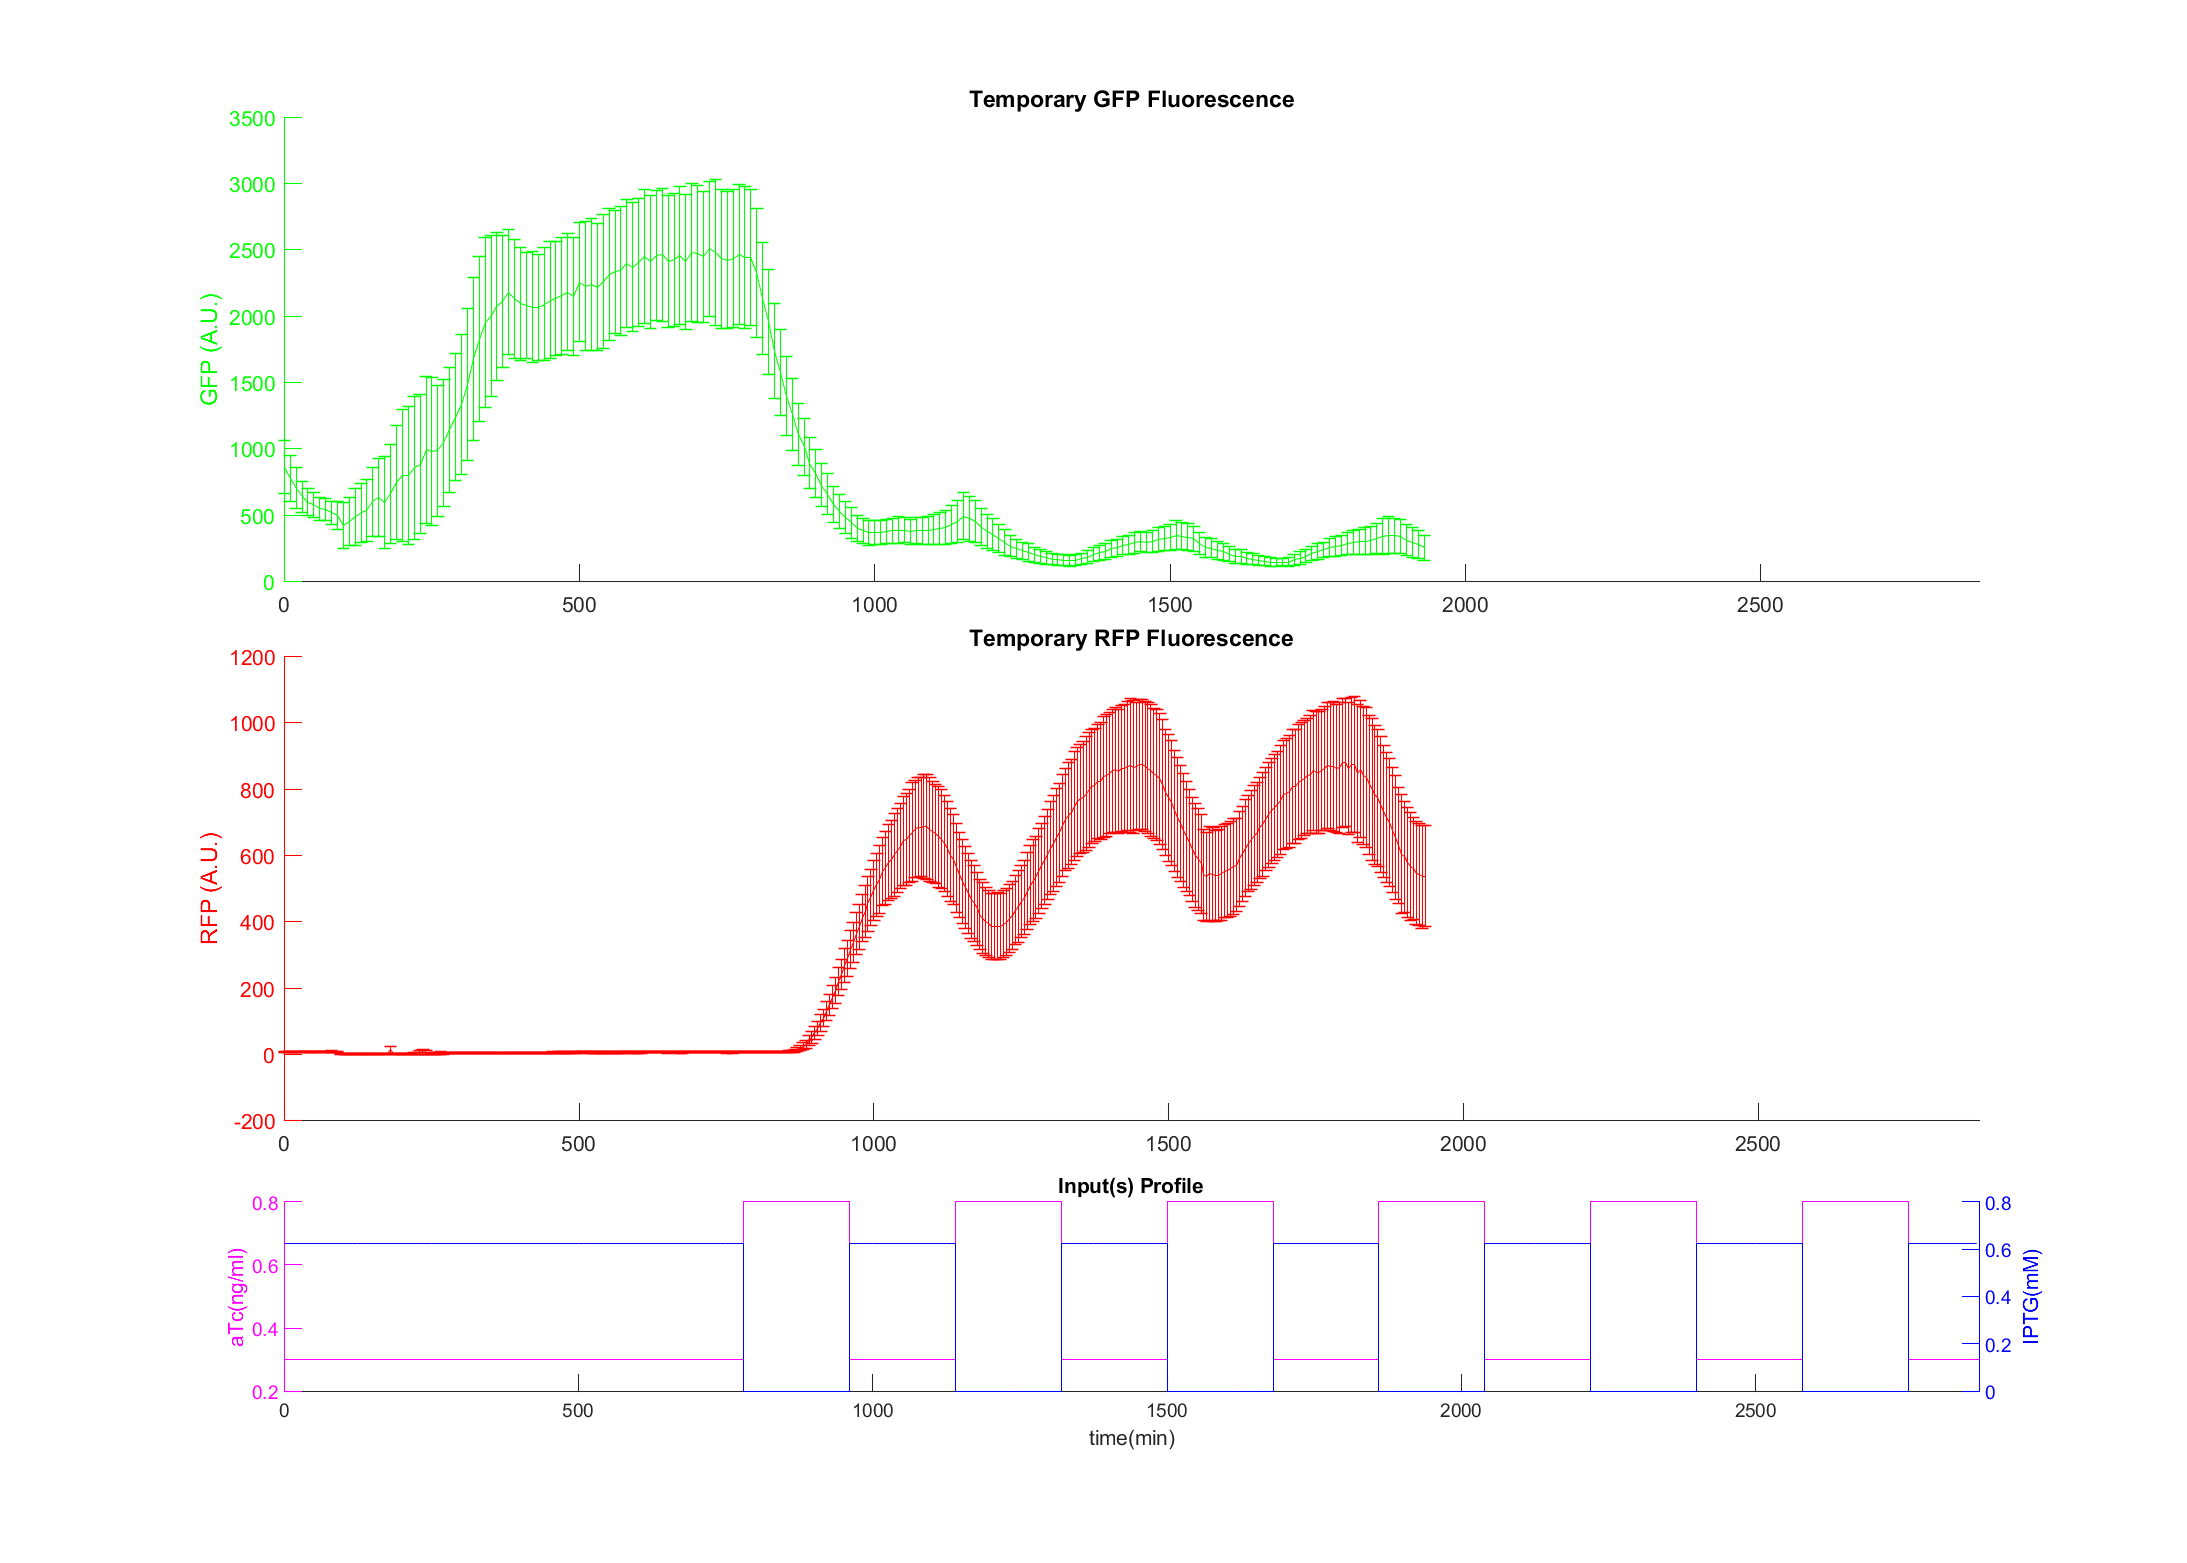 Temporary GFP Fluorescence
GFP (A.U.)
3500
3000
2500
2000
1500
1000
500
0
0 500 1000 1500 2000 2500
Temporary RFP Fluorescence
RFP (A.U.)
1200
1000
800
600
400
200
0
-200
0 500 1000 1500 2000 2500
Input(s) Profile
aTc(ng/ml)
0.8
0.6
0.4
0.2
IPTG(mM)
0.8
0.6
0.4
0.2
0
0 500 1000 1500 2000 2500
time(min)